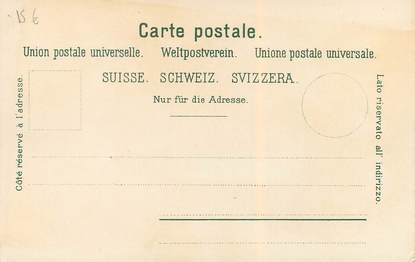 15 €
Carte postale.
Union postale universelle. Weltpostverein. Unione postale universale.
SUISSE. SCHWEIZ. SVIZZERA.
Nur für die Adresse.
Côté réservé à l'adresse.
Lato riservato all' indirizzo.